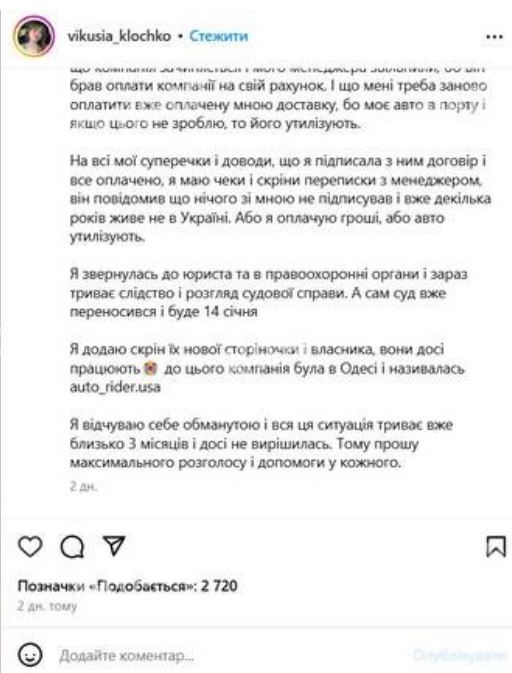 vikusia_klochko • Стежити
що компанія зачиняється і мого менеджера звільнили, бо він
брав оплати компанії на свій рахунок. І що мені треба заново
оплатити вже оплачену мною доставку, бо моє авто в порту і
якщо цього не зроблю, то його утилізують.
На всі мої суперечки і доводи, що я підписала з ним договір і
все оплачено, я маю чеки і скріни переписки з менеджером,
він повідомив що нічого зі мною не підписував і вже декілька
років живе не в Україні. Або я оплачую гроші, або авто
утилізують.
Я звернулась до юриста та в правоохоронні органи і зараз
триває слідство і розгляд судової справи. А сам суд вже
переносився і буде 14 січня
Я додаю скрін їх нової сторіночки і власника, вони досі
працюють до цього компанія була в Одесі і називалась
auto_rider.usa
Я відчуваю себе обманутою і вся ця ситуація триває вже
близько 3 місяців і досі не вирішилась. Тому прошу
максимального розголосу і допомоги у кожного.
2 дн.
Позначки «Подобається»: 2 720
2 дн. тому
Додайте коментар...
Опублікувати